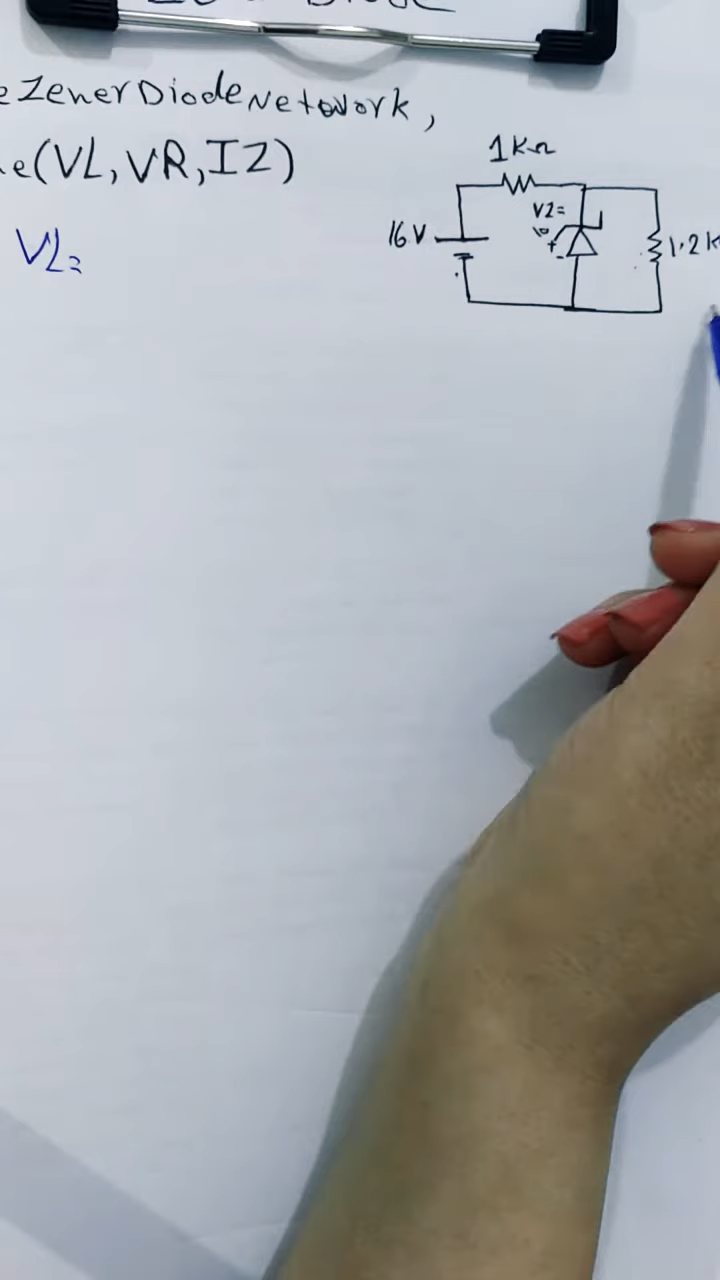 e Zener Diode Network,
e(VL, VR, IZ)
VL=
1KΩ
16V
VZ=
10
+
-
1.2K